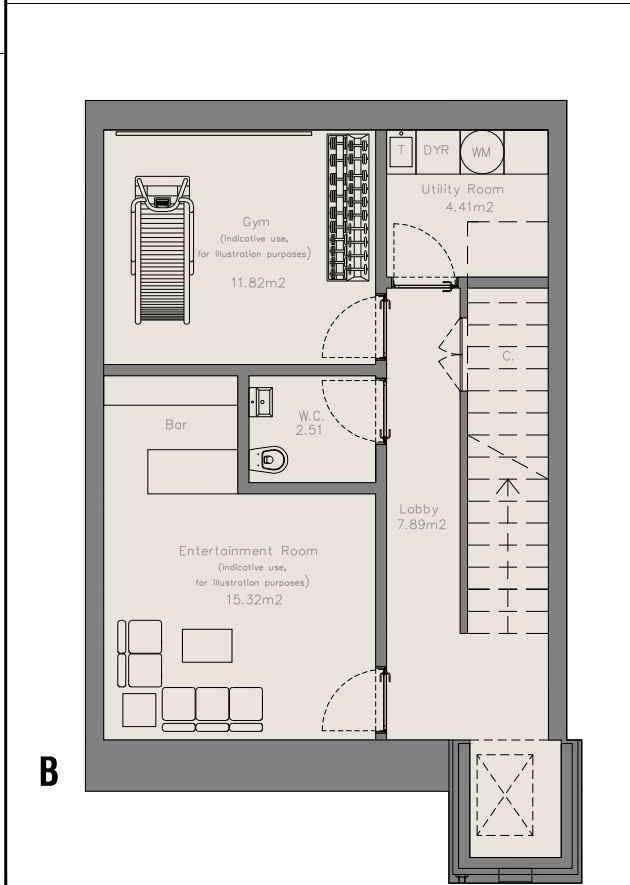 T DYR WM
Utility Room
4.41m2
Gym
(indicative use,
for illustration purposes)
11.82m2
C.
W.C.
2.51
Bar
Lobby
7.89m2
Entertainment Room
(indicative use,
for illustration purposes)
15.32m2
B